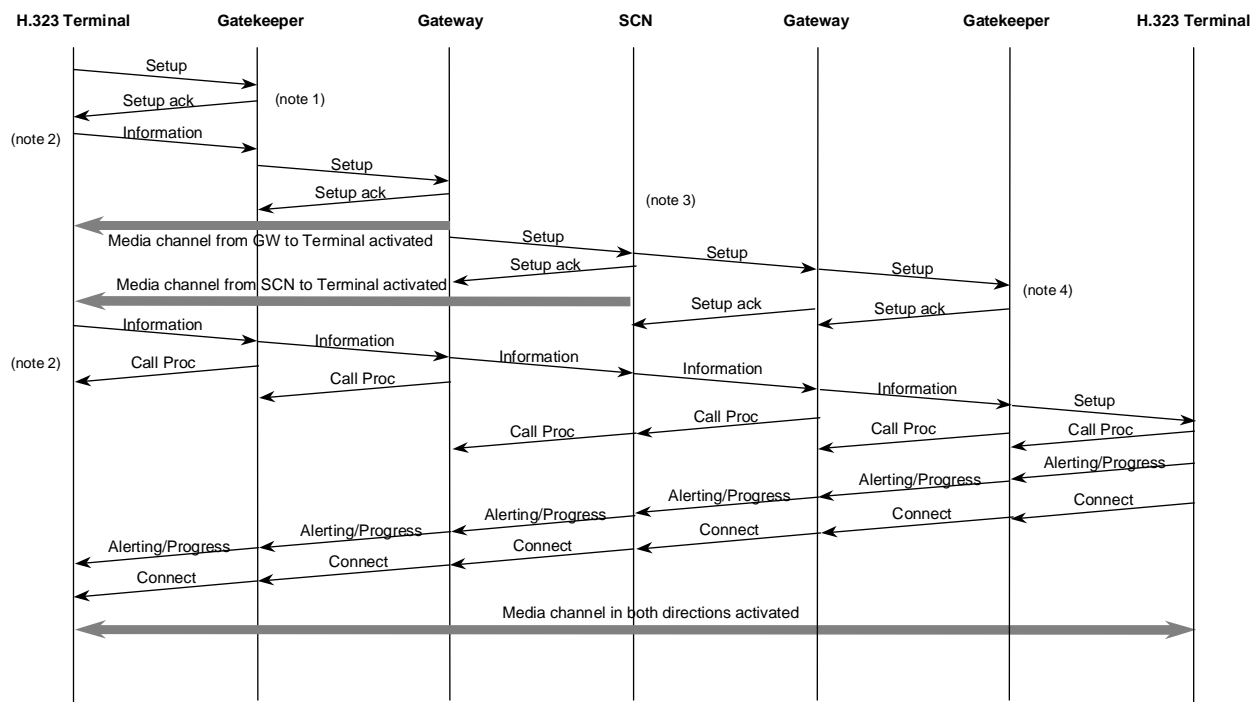 H.323 Terminal
Gatekeeper
Gateway
SCN
Gateway
Gatekeeper
H.323 Terminal
Setup
Setup ack
(note 1)
(note 2)
Information
Setup
Setup ack
(note 3)
Media channel from GW to Terminal activated
Setup
Setup
Setup
Setup ack
Media channel from SCN to Terminal activated
(note 4)
Setup ack
Setup ack
Information
Information
Information
Information
Information
Setup
(note 2)
Call Proc
Call Proc
Call Proc
Call Proc
Call Proc
Call Proc
Alerting/Progress
Alerting/Progress
Alerting/Progress
Alerting/Progress
Alerting/Progress
Alerting/Progress
Connect
Connect
Connect
Connect
Connect
Connect
Media channel in both directions activated